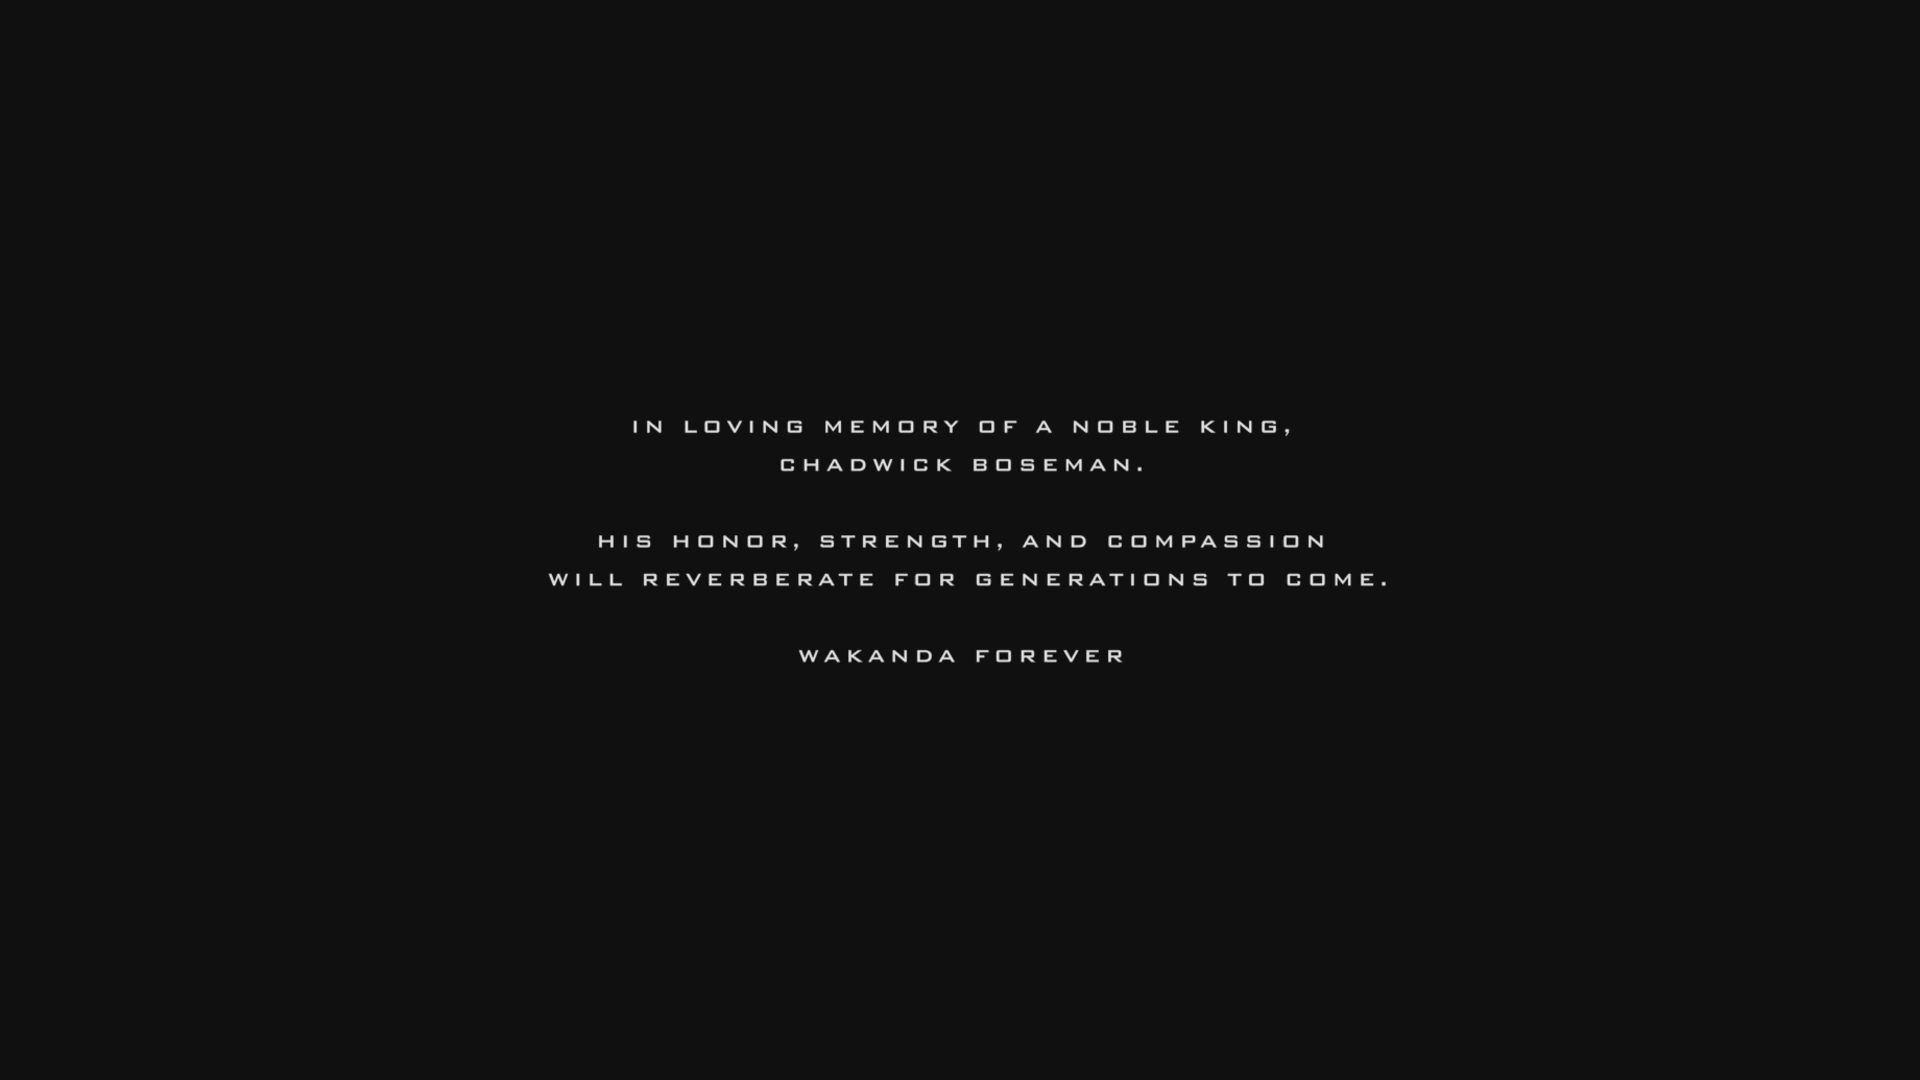 IN LOVING MEMORY OF A NOBLE KING,
CHADWICK BOSEMAN.
HIS HONOR, STRENGTH, AND COMPASSION
WILL REVERBERATE FOR GENERATIONS TO COME.
WAKANDA FOREVER